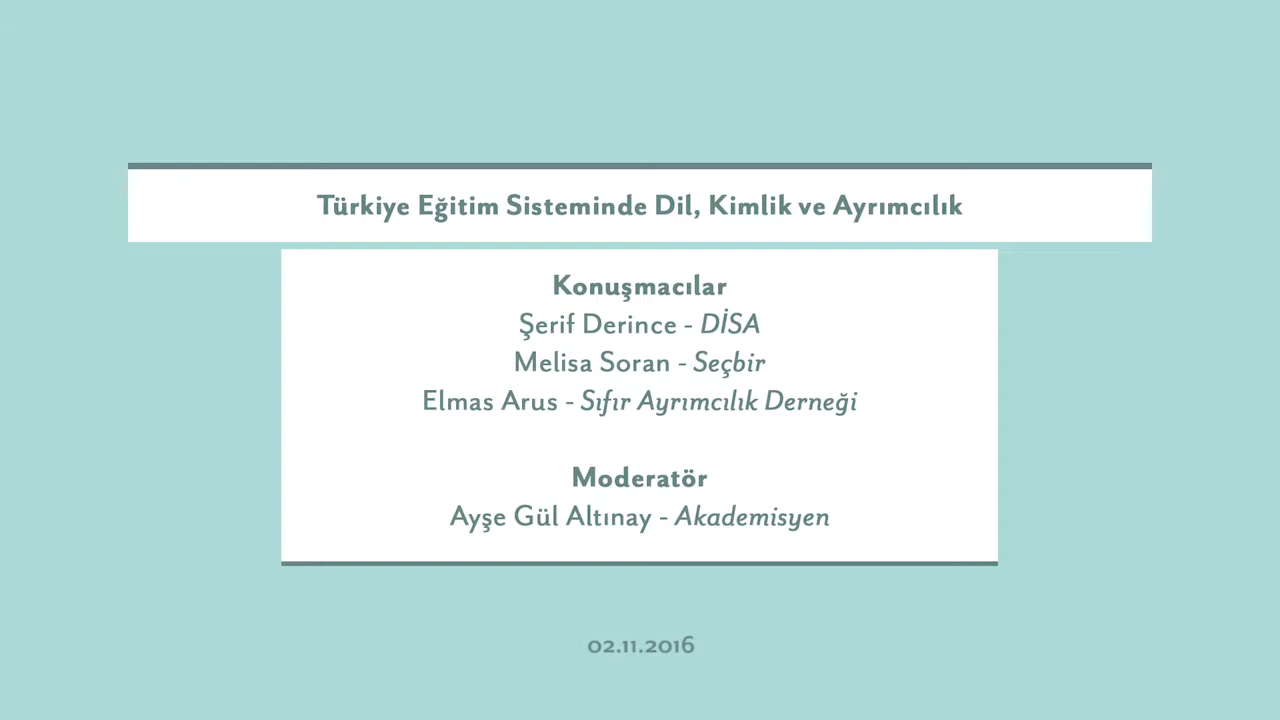 Türkiye Eğitim Sisteminde Dil, Kimlik ve Ayrımcılık
Konuşmacılar
Şerif Derince - DİSA
Melisa Soran - Seçbir
Elmas Arus - Sıfır Ayrımcılık Derneği
Moderatör
Ayşe Gül Altınay - Akademisyen
02.11.2016